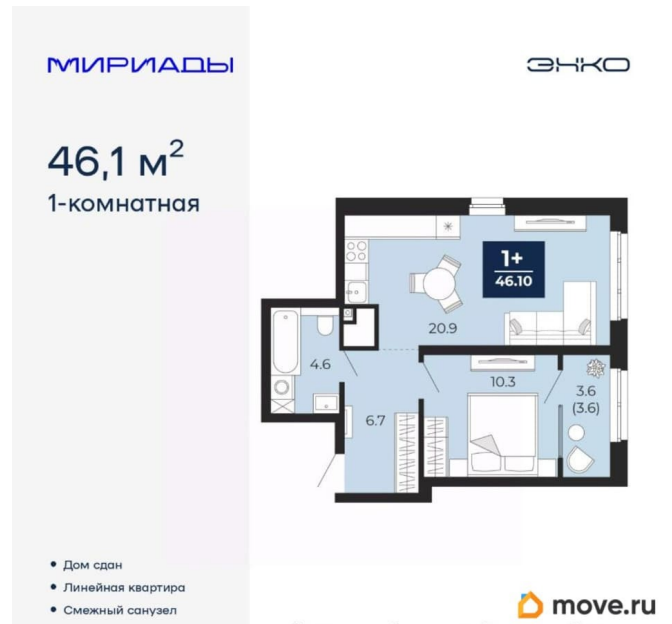 МИРИАДЫ
ЭНКО
46,1 м²
1-комнатная
1+
46.10
20.9
4.6
10.3
3.6
(3.6)
6.7
• Дом сдан
• Линейная квартира
• Смежный санузел
move.ru